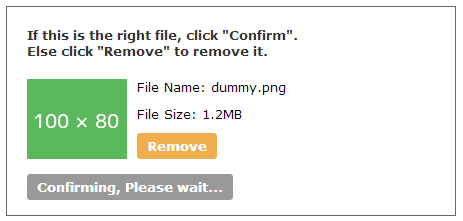 If this is the right file, click "Confirm".
Else click "Remove" to remove it.
100 × 80
File Name: dummy.png
File Size: 1.2MB
Remove
Confirming, Please wait...